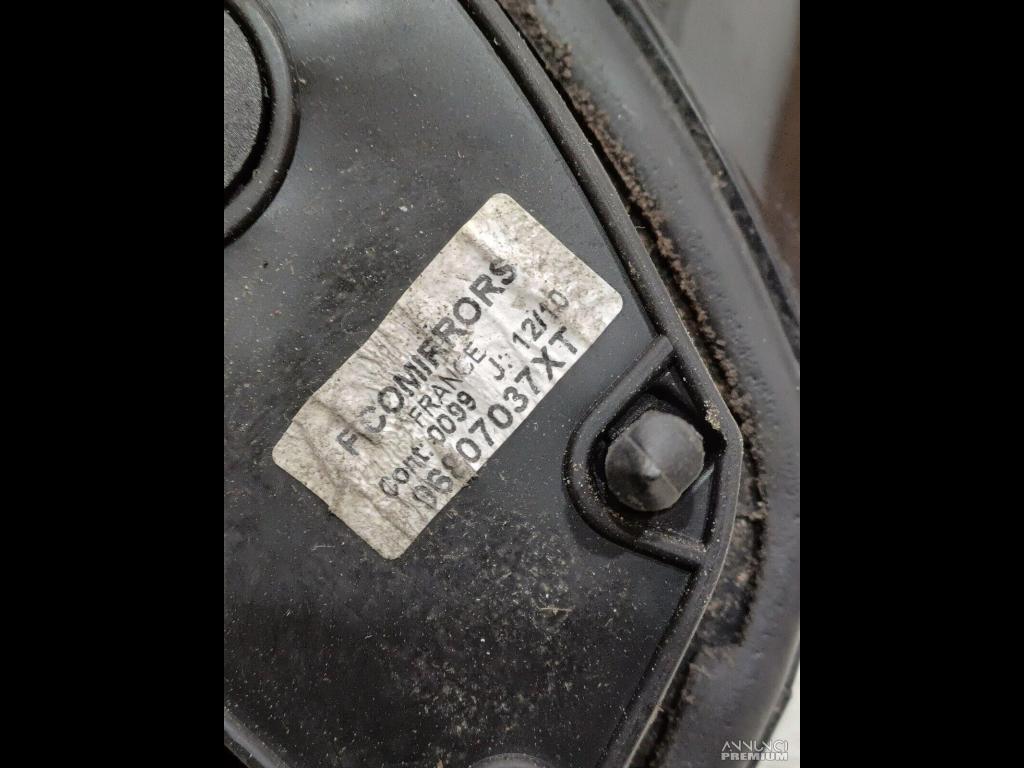 FICOMIRRORS
FRANCE
Cont: 0099 J: 12/10
07037XT
ANNUNCI
PREMIUM